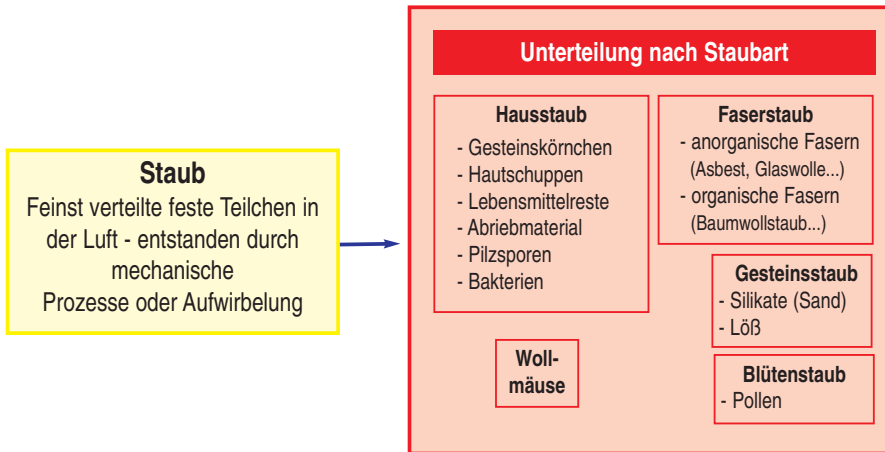 Staub
Feinst verteilte feste Teilchen in
der Luft - entstanden durch
mechanische
Prozesse oder Aufwirbelung
Unterteilung nach Staubart
Hausstaub
- Gesteinskörnchen
- Hautschuppen
- Lebensmittelreste
- Abriebmaterial
- Pilzsporen
- Bakterien
Faserstaub
- anorganische Fasern
(Asbest, Glaswolle...)
- organische Fasern
(Baumwollstaub...)
Gesteinsstaub
- Silikate (Sand)
- Löß
Woll-
mäuse
Blütenstaub
- Pollen